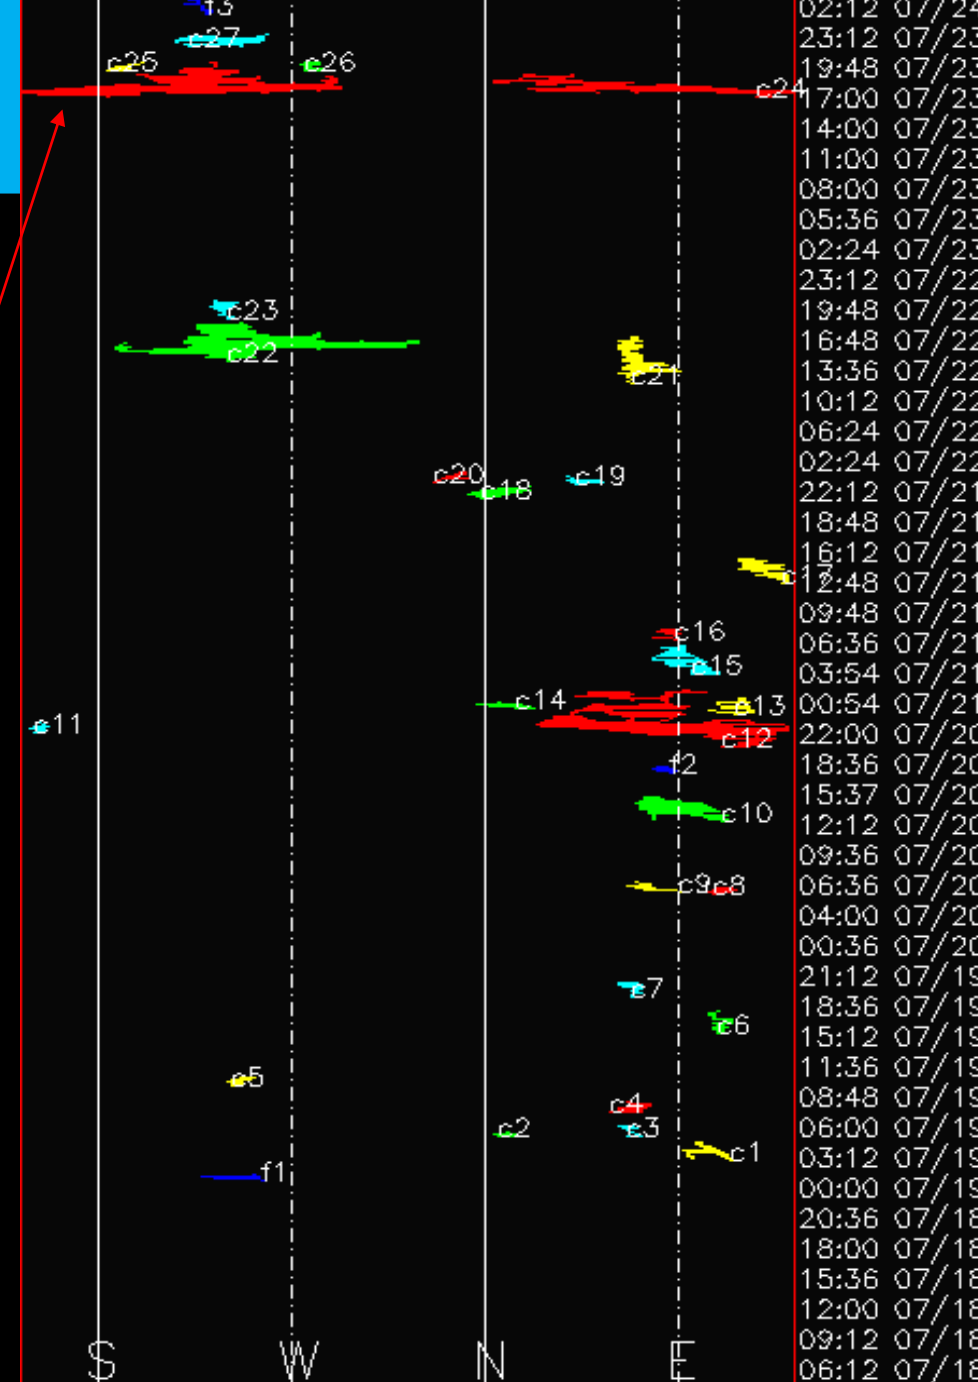 f3 02:12 07/24
c27 23:12 07/23
c25 c26 19:48 07/23
c24 17:00 07/23
14:00 07/23
11:00 07/23
08:00 07/23
05:36 07/23
02:24 07/23
23:12 07/22
c23 19:48 07/22
c22 16:48 07/22
c21 13:36 07/22
10:12 07/22
06:24 07/22
c20 c19 02:24 07/22
c18 22:12 07/21
18:48 07/21
16:12 07/21
c17 12:48 07/21
09:48 07/21
c16 06:36 07/21
c15 03:54 07/21
c14 c13 00:54 07/21
c11 c12 22:00 07/20
f2 18:36 07/20
15:37 07/20
c10 12:12 07/20
09:36 07/20
c9 c8 06:36 07/20
04:00 07/20
00:36 07/20
c7 21:12 07/19
c6 18:36 07/19
15:12 07/19
c5 11:36 07/19
c4 08:48 07/19
c2 c3 06:00 07/19
c1 03:12 07/19
f1 00:00 07/19
20:36 07/18
18:00 07/18
15:36 07/18
12:00 07/18
09:12 07/18
S W N E 06:12 07/18